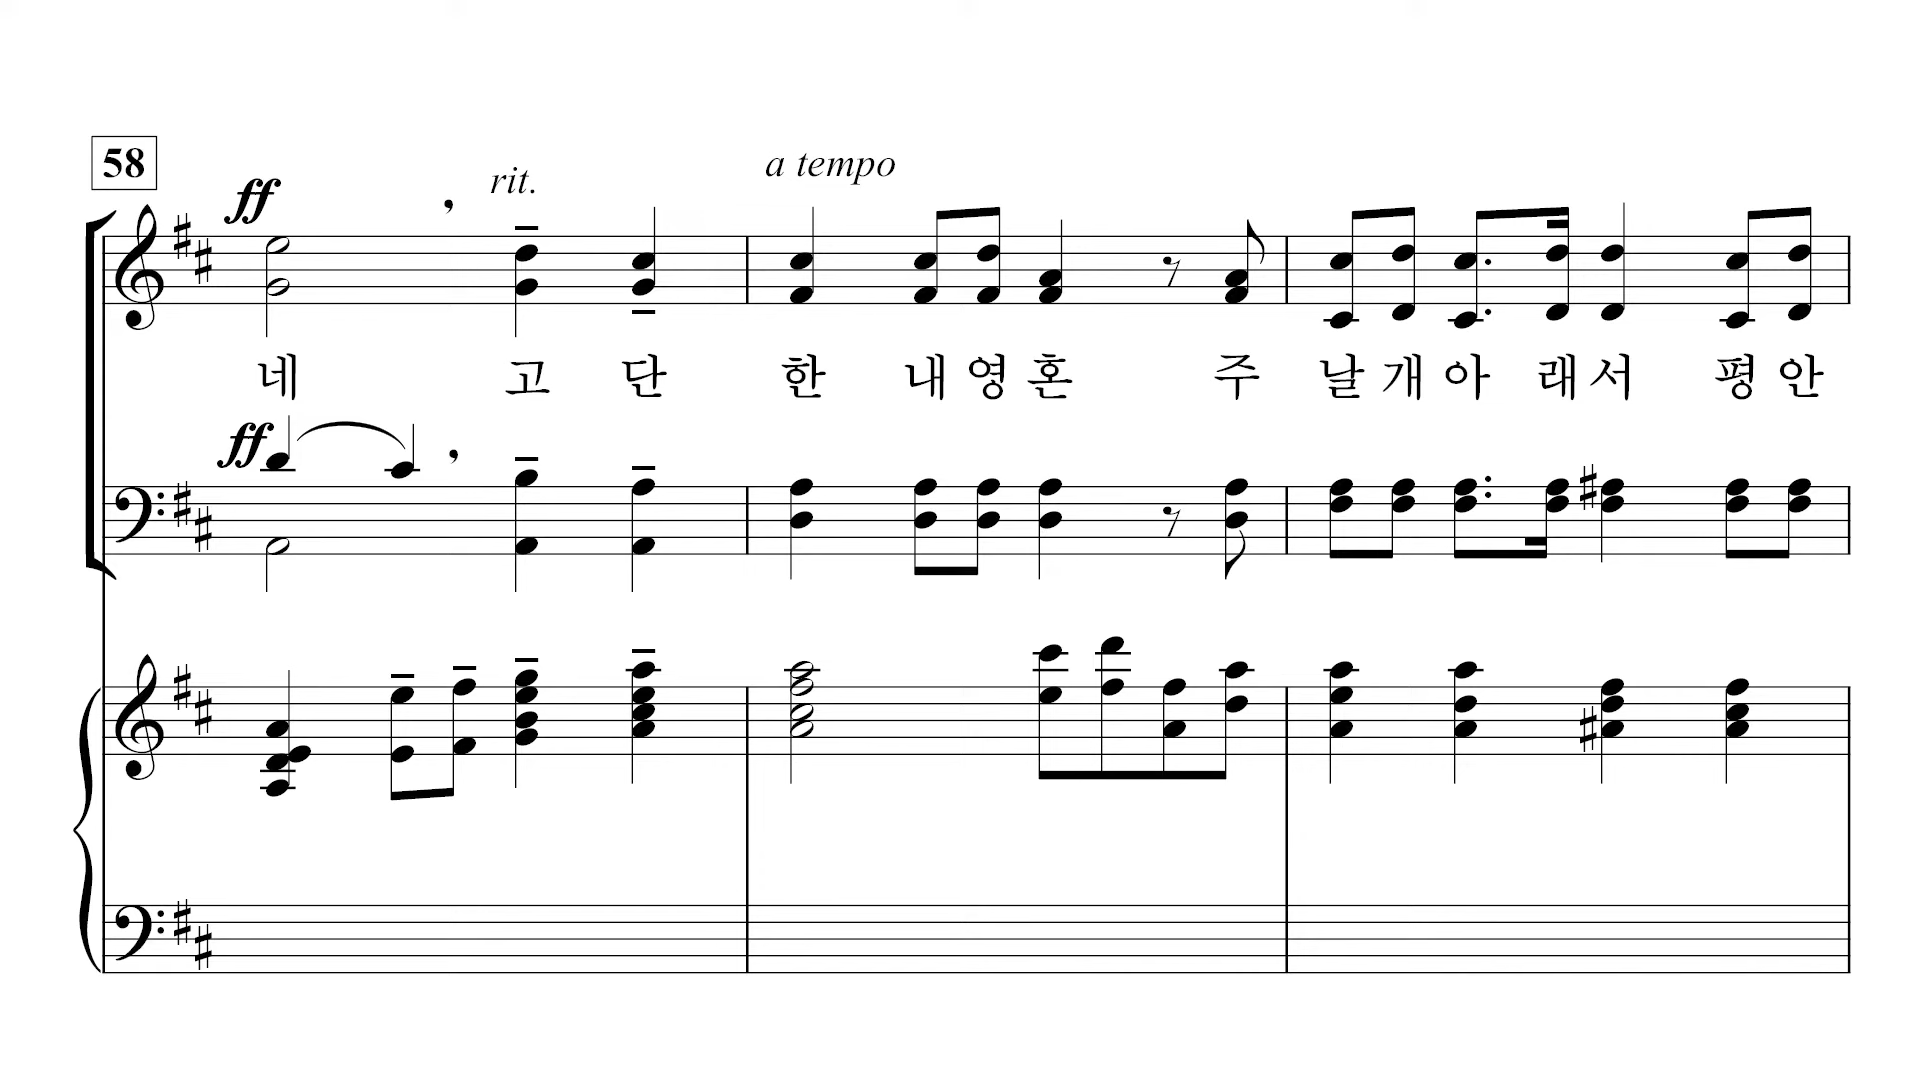 58
ff rit. a tempo
네 고 단 한 내 영 혼 주 날 개 아 래 서 평 안
ff